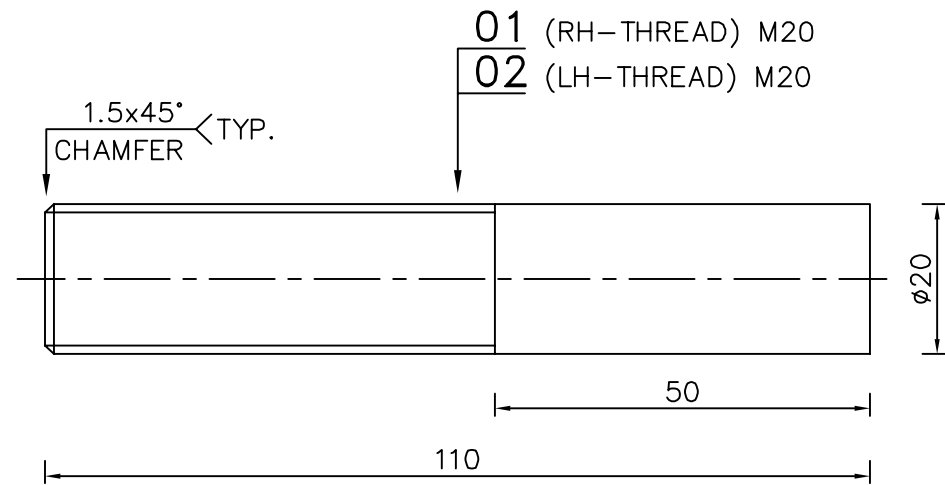 01 (RH-THREAD) M20
02 (LH-THREAD) M20
1.5x45° TYP.
CHAMFER
ø20
50
110